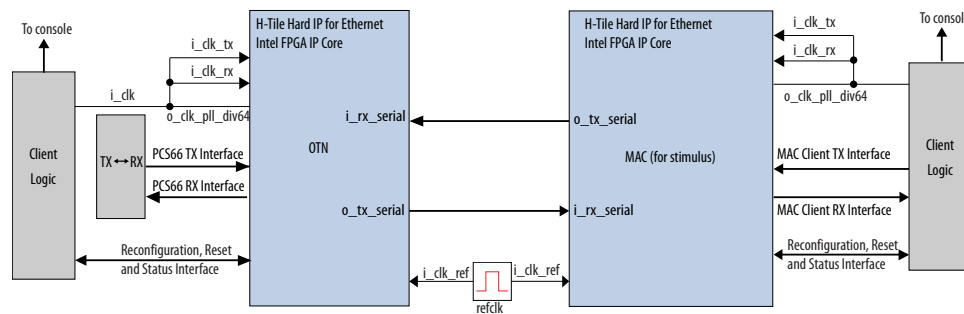 To console
Client
Logic
i_clk
i_clk_tx
i_clk_rx
o_clk_pll_div64
TX
RX
PCS66 TX Interface
PCS66 RX Interface
Reconfiguration, Reset
and Status Interface
H-Tile Hard IP for Ethernet
Intel FPGA IP Core
i_rx_serial
OTN
o_tx_serial
i_clk_ref
i_clk_ref
refclk
H-Tile Hard IP for Ethernet
Intel FPGA IP Core
o_tx_serial
MAC (for stimulus)
i_rx_serial
i_clk_tx
i_clk_rx
o_clk_pll_div64
MAC Client TX Interface
MAC Client RX Interface
Reconfiguration, Reset
and Status Interface
To consol
Client
Logic